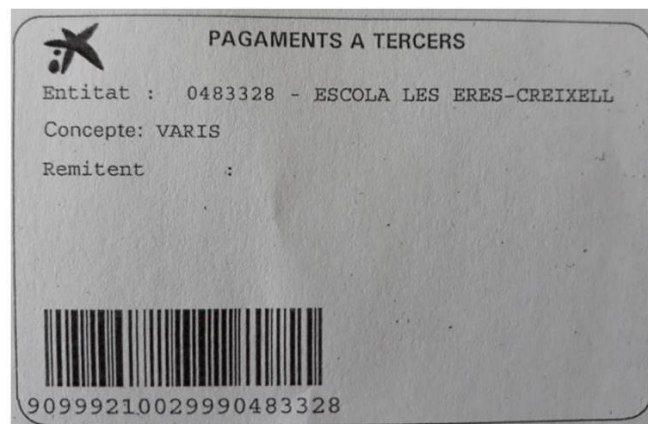 PAGAMENTS A TERCERS
Entitat : 0483328 - ESCOLA LES ERES-CREIXELL
Concepte: VARIS
Remitent :
90999210029990483328